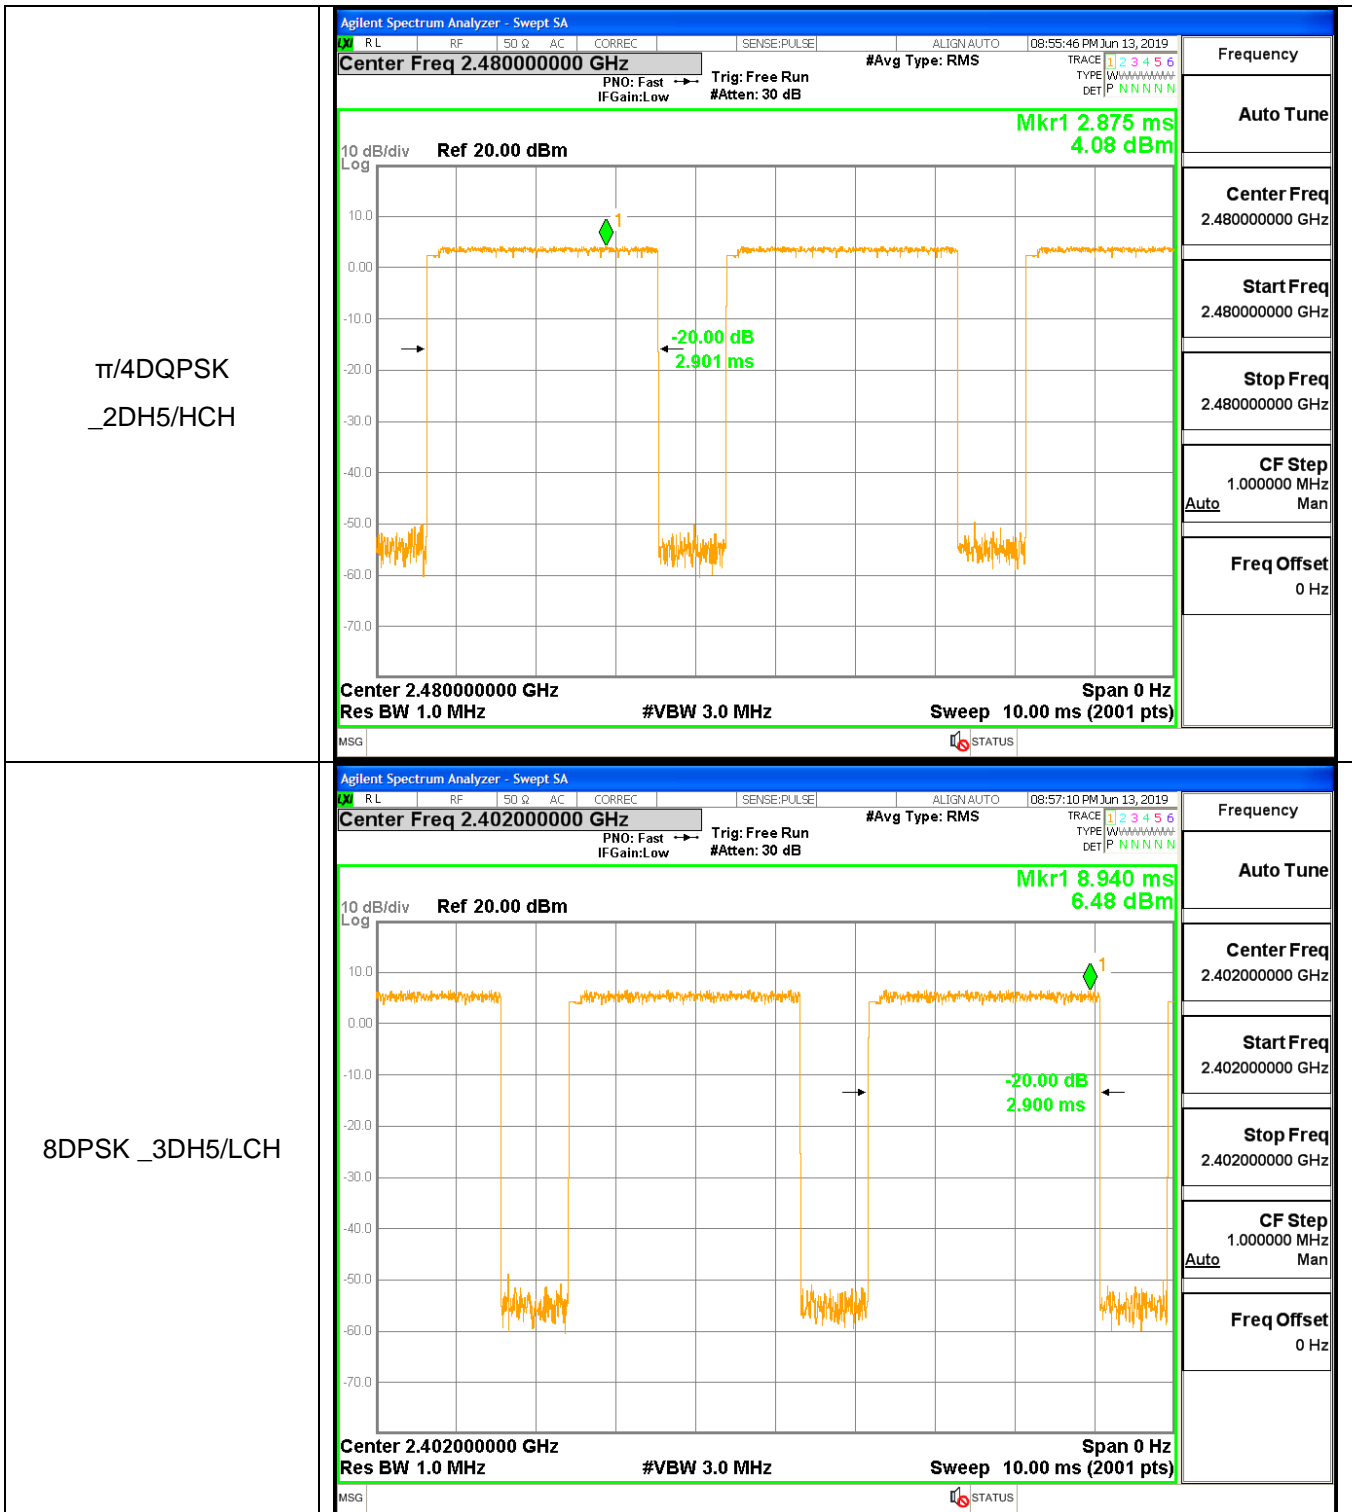 π/4DQPSK
_2DH5/HCH
Agilent Spectrum Analyzer - Swept SA
LXI RL RF 50 Ω AC CORREC SENSE:PULSE ALIGN AUTO 08:55:46 PM Jun 13, 2019
Center Freq 2.480000000 GHz #Avg Type: RMS TRACE 1 2 3 4 5 6
PNO: Fast Trig: Free Run TYPE
IFGain:Low #Atten: 30 dB DET P N N N N N
Mkr1 2.875 ms
4.08 dBm
10 dB/div Ref 20.00 dBm
Log
10.0
1
0.00
-10.0
-20.00 dB
2.901 ms
-20.0
-30.0
-40.0
-50.0
-60.0
-70.0
Center 2.480000000 GHz Span 0 Hz
Res BW 1.0 MHz #VBW 3.0 MHz Sweep 10.00 ms (2001 pts)
MSG STATUS
Frequency
Auto Tune
Center Freq
2.480000000 GHz
Start Freq
2.480000000 GHz
Stop Freq
2.480000000 GHz
CF Step
1.000000 MHz
Auto Man
Freq Offset
0 Hz
8DPSK _3DH5/LCH
Agilent Spectrum Analyzer - Swept SA
LXI RL RF 50 Ω AC CORREC SENSE:PULSE ALIGN AUTO 08:57:10 PM Jun 13, 2019
Center Freq 2.402000000 GHz #Avg Type: RMS TRACE 1 2 3 4 5 6
PNO: Fast Trig: Free Run TYPE
IFGain:Low #Atten: 30 dB DET P N N N N N
Mkr1 8.940 ms
6.48 dBm
10 dB/div Ref 20.00 dBm
Log
1
10.0
0.00
-10.0
-20.00 dB
2.900 ms
-20.0
-30.0
-40.0
-50.0
-60.0
-70.0
Center 2.402000000 GHz Span 0 Hz
Res BW 1.0 MHz #VBW 3.0 MHz Sweep 10.00 ms (2001 pts)
MSG STATUS
Frequency
Auto Tune
Center Freq
2.402000000 GHz
Start Freq
2.402000000 GHz
Stop Freq
2.402000000 GHz
CF Step
1.000000 MHz
Auto Man
Freq Offset
0 Hz